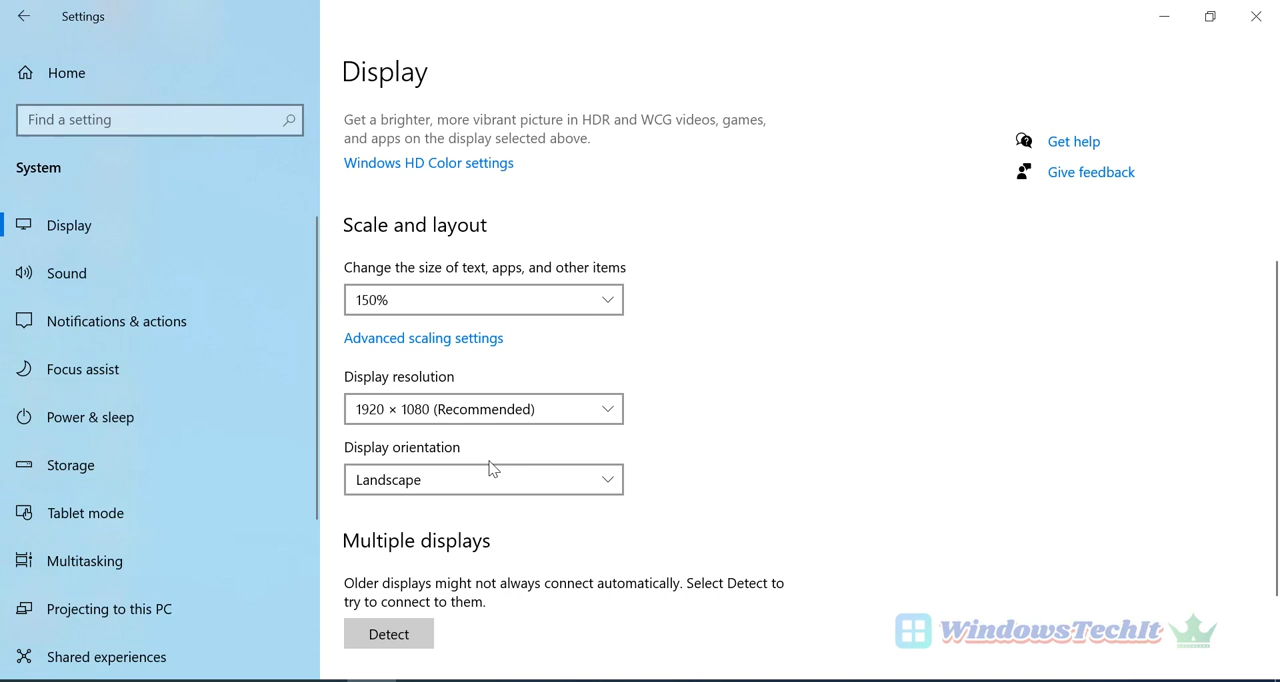 Settings
Home
Find a setting
System
Display
Sound
Notifications & actions
Focus assist
Power & sleep
Storage
Tablet mode
Multitasking
Projecting to this PC
Shared experiences
Display
Get a brighter, more vibrant picture in HDR and WCG videos, games,
and apps on the display selected above.
Windows HD Color settings
Scale and layout
Change the size of text, apps, and other items
150%
Advanced scaling settings
Display resolution
1920 × 1080 (Recommended)
Display orientation
Landscape
Multiple displays
Older displays might not always connect automatically. Select Detect to
try to connect to them.
Detect
Get help
Give feedback
WindowsTechIt